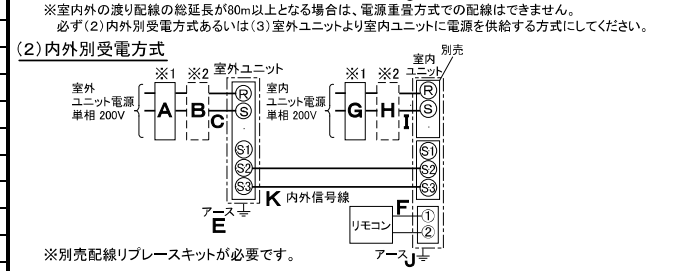 ※室内外の渡り配線の総延長が80m以上となる場合は、電源重畳方式での配線はできません。
必ず(2)内外別受電方式あるいは(3)室外ユニットより室内ユニットに電源を供給する方式にしてください。
(2)内外別受電方式
別売
室内
ユニット
※1 ※2 室外ユニット ※1 ※2
室外
ユニット電源
単相 200V
A B C
R
S
室内
ユニット電源
単相 200V
G H I
R
S
S1
S2
S3
S1
S2
S3
K 内外信号線
アース
E
リモコン
F
①
②
アース
J
※別売配線リプレースキットが必要です。